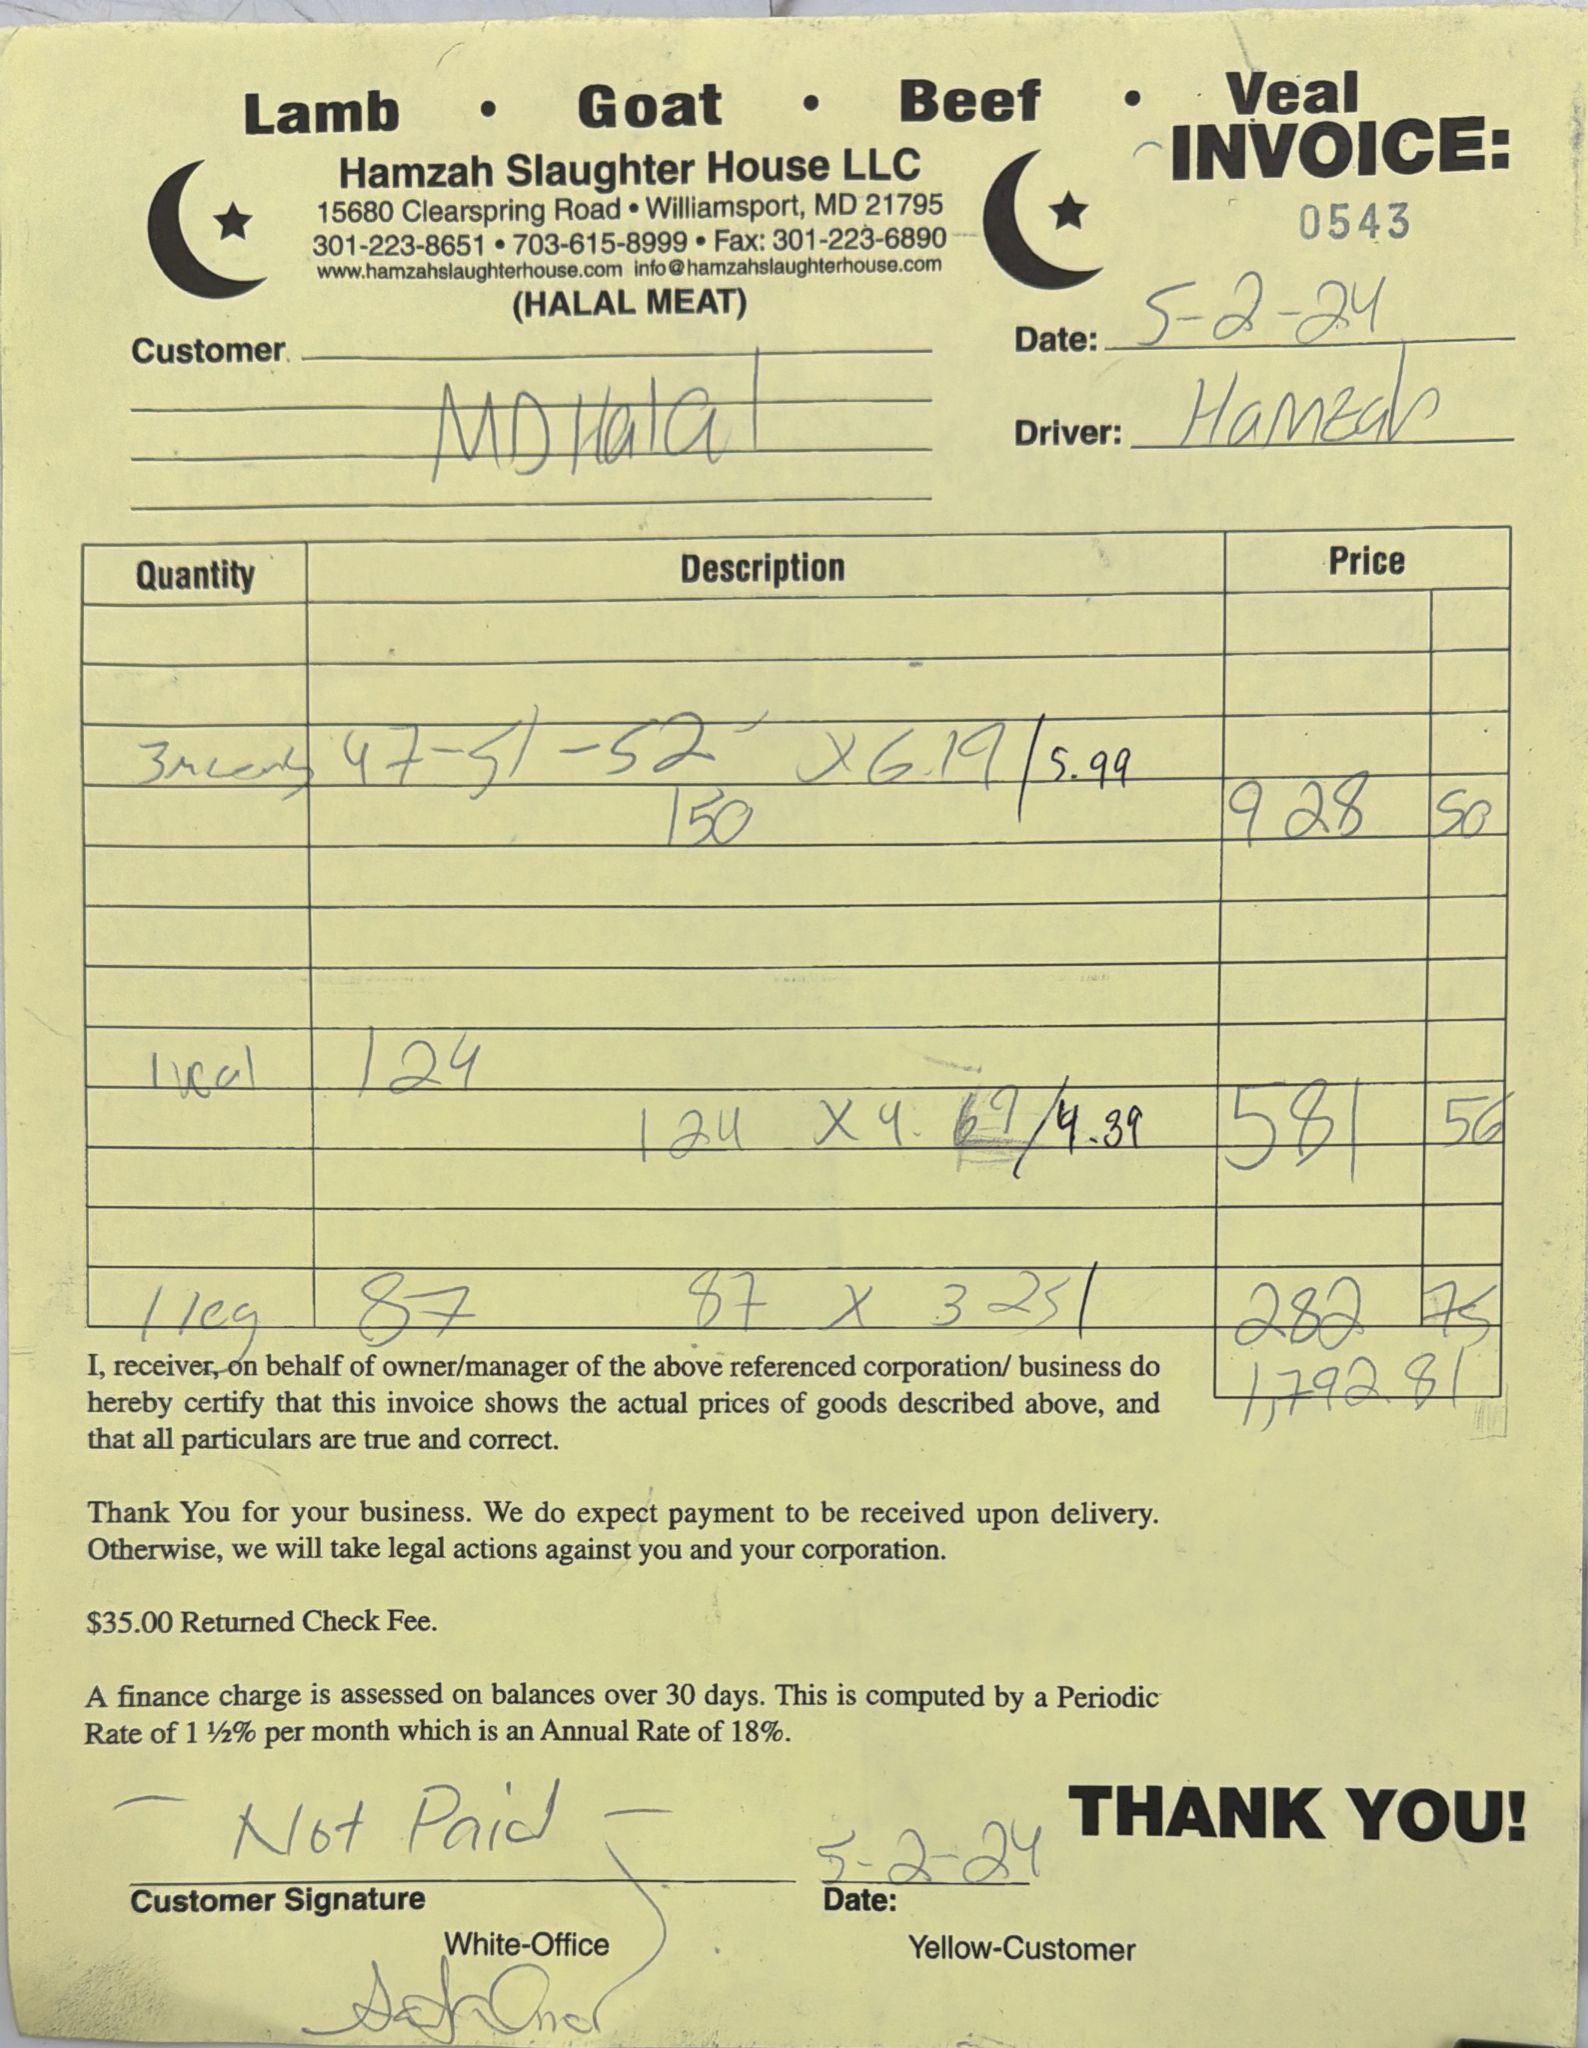 Lamb • Goat • Beef • Veal
INVOICE:
0543
Hamzah Slaughter House LLC
15680 Clearspring Road • Williamsport, MD 21795
301-223-8651 • 703-615-8999 • Fax: 301-223-6890
www.hamzahslaughterhouse.com info@hamzahslaughterhouse.com
(HALAL MEAT)
Customer
MD Halal
Date: 5-2-24
Driver: Hamzah
Quantity Description Price
47-51-52 X 6.19 / 5.99
150 928 50
1 veal 124
124 X 4.69 / 4.39 581 56
1 leg 87 87 X 3 25 / 282 75
1,792 81
I, receiver, on behalf of owner/manager of the above referenced corporation/ business do
hereby certify that this invoice shows the actual prices of goods described above, and
that all particulars are true and correct.
Thank You for your business. We do expect payment to be received upon delivery.
Otherwise, we will take legal actions against you and your corporation.
$35.00 Returned Check Fee.
A finance charge is assessed on balances over 30 days. This is computed by a Periodic
Rate of 1 ½% per month which is an Annual Rate of 18%.
- Not Paid -
5-2-24
THANK YOU!
Customer Signature
Date:
White-Office
Yellow-Customer